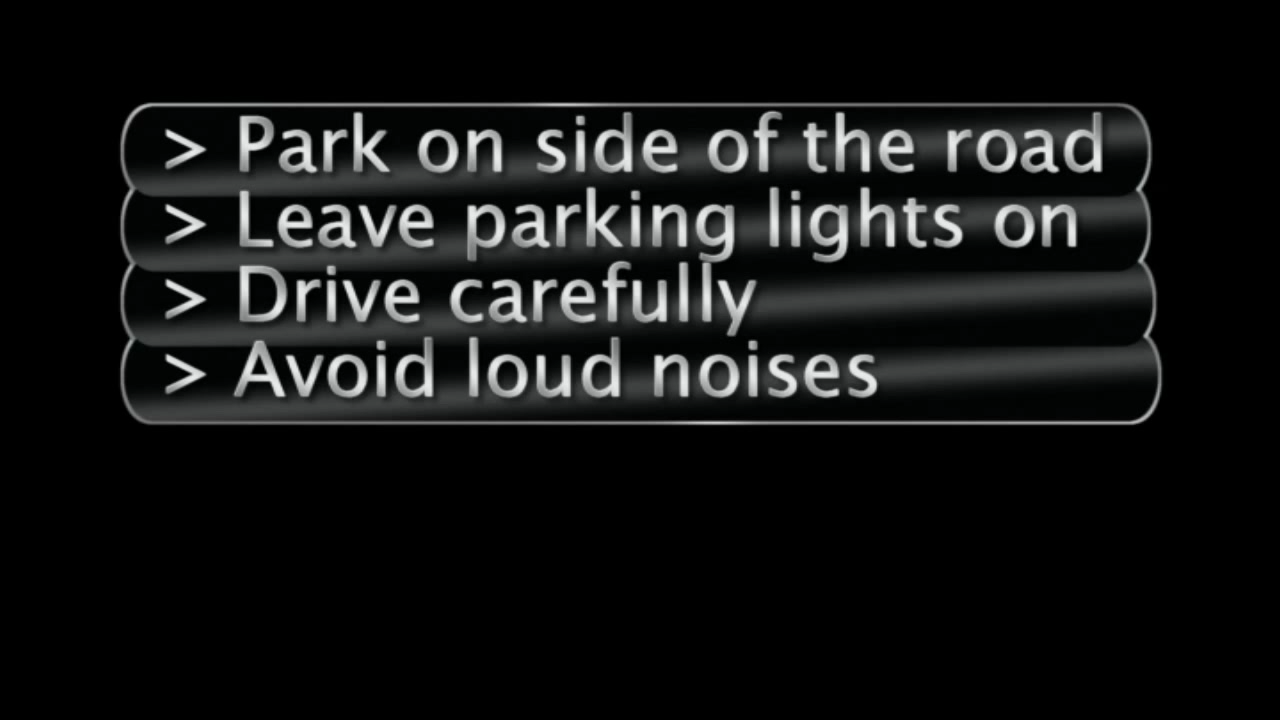 > Park on side of the road
> Leave parking lights on
> Drive carefully
> Avoid loud noises